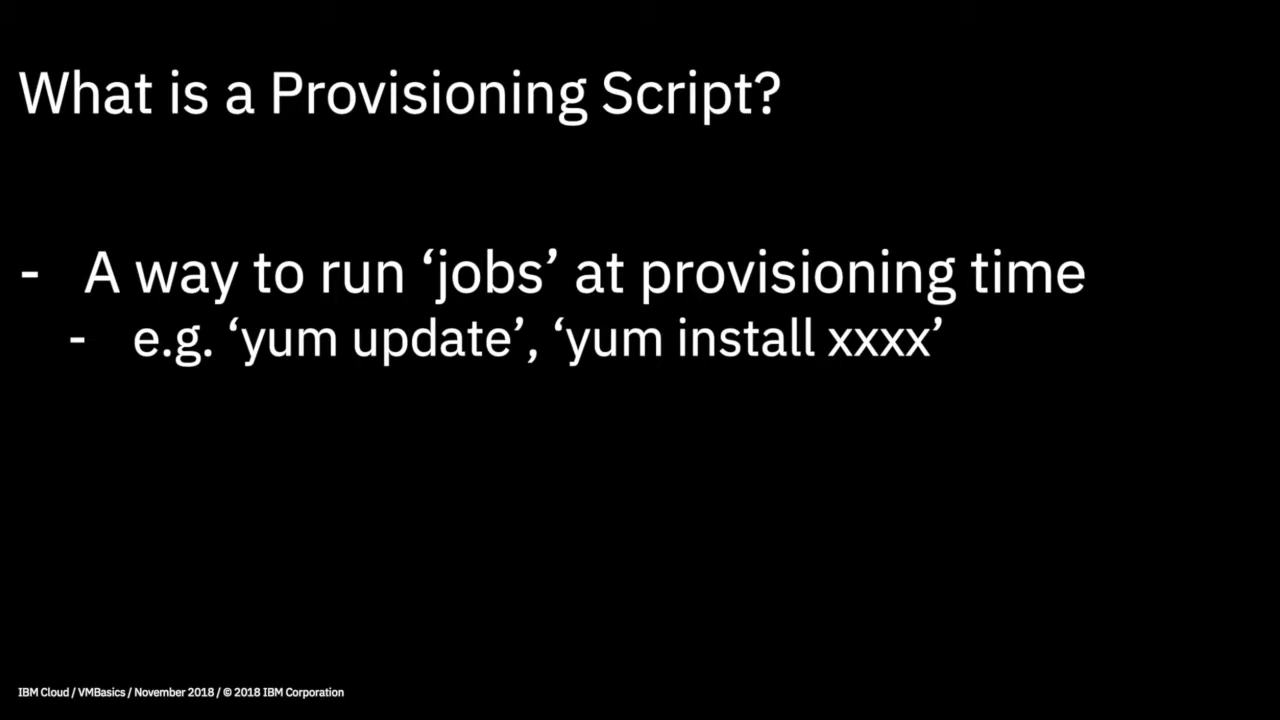 What is a Provisioning Script?
- A way to run ‘jobs’ at provisioning time
- e.g. ‘yum update’, ‘yum install xxxx’
IBM Cloud / VMBasics / November 2018 / © 2018 IBM Corporation